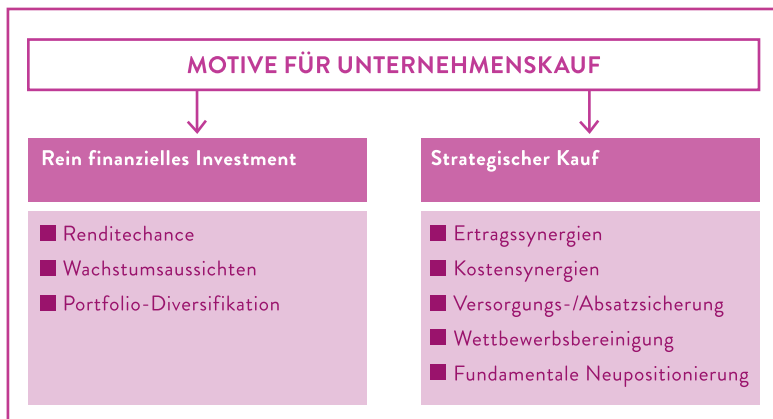 MOTIVE FÜR UNTERNEHMENSKAUF
Rein finanzielles Investment
Renditechance
Wachstumsaussichten
Portfolio-Diversifikation
Strategischer Kauf
Ertragssynergien
Kostensynergien
Versorgungs-/Absatzsicherung
Wettbewerbsbereinigung
Fundamentale Neupositionierung